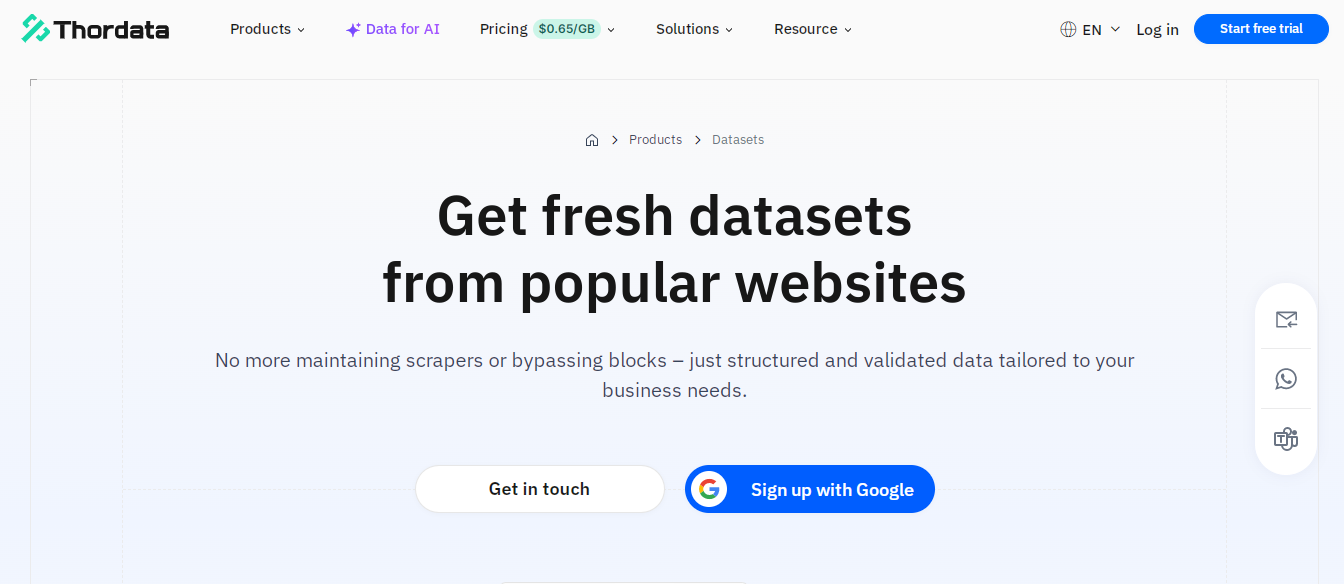 Thordata
Products
Data for AI
Pricing $0.65/GB
Solutions
Resource
EN
Log in
Start free trial
Products
Datasets
Get fresh datasets
from popular websites
No more maintaining scrapers or bypassing blocks – just structured and validated data tailored to your
business needs.
Get in touch
Sign up with Google